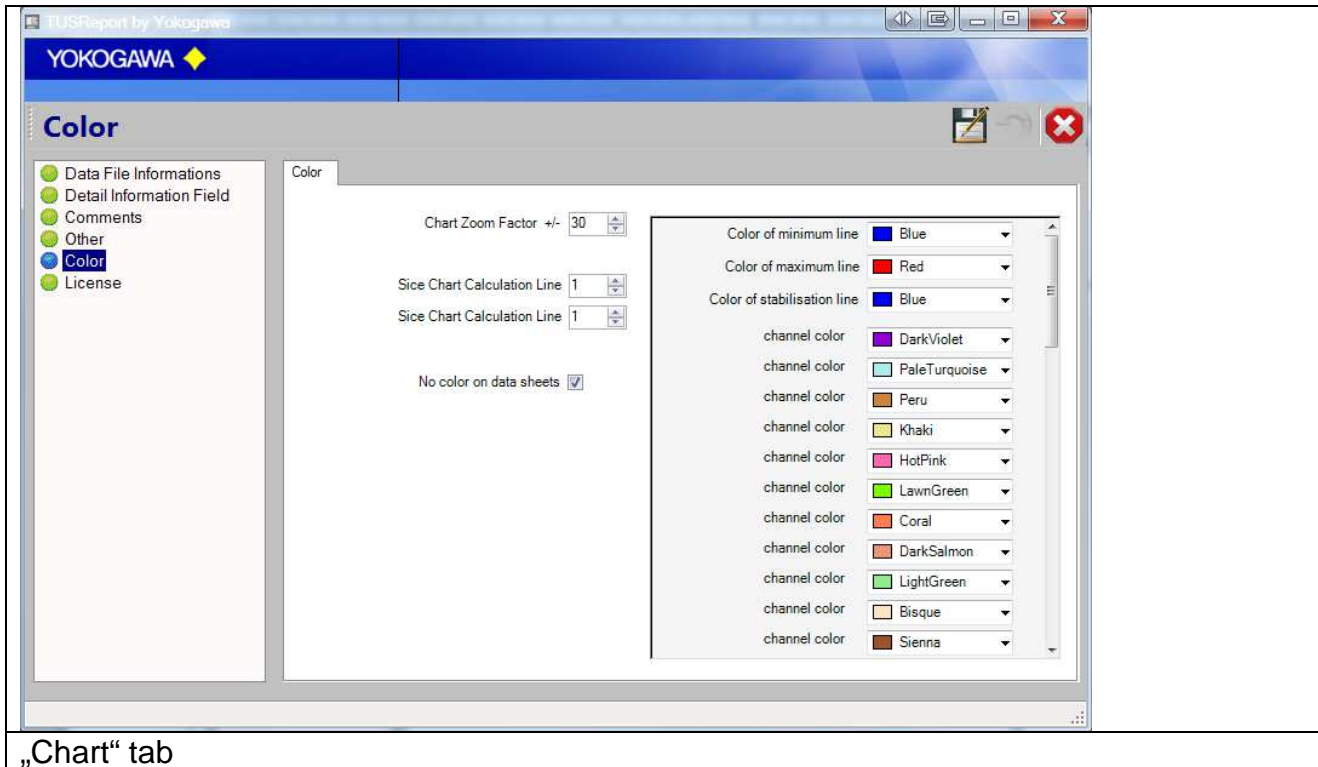 TUSReport by Yokogawa
YOKOGAWA
Color
Data File Informations
Detail Information Field
Comments
Other
Color
License
Color
Chart Zoom Factor +/- 30
Sice Chart Calculation Line 1
Sice Chart Calculation Line 1
No color on data sheets
Color of minimum line Blue
Color of maximum line Red
Color of stabilisation line Blue
channel color DarkViolet
channel color PaleTurquoise
channel color Peru
channel color Khaki
channel color HotPink
channel color LawnGreen
channel color Coral
channel color DarkSalmon
channel color LightGreen
channel color Bisque
channel color Sienna
„Chart“ tab